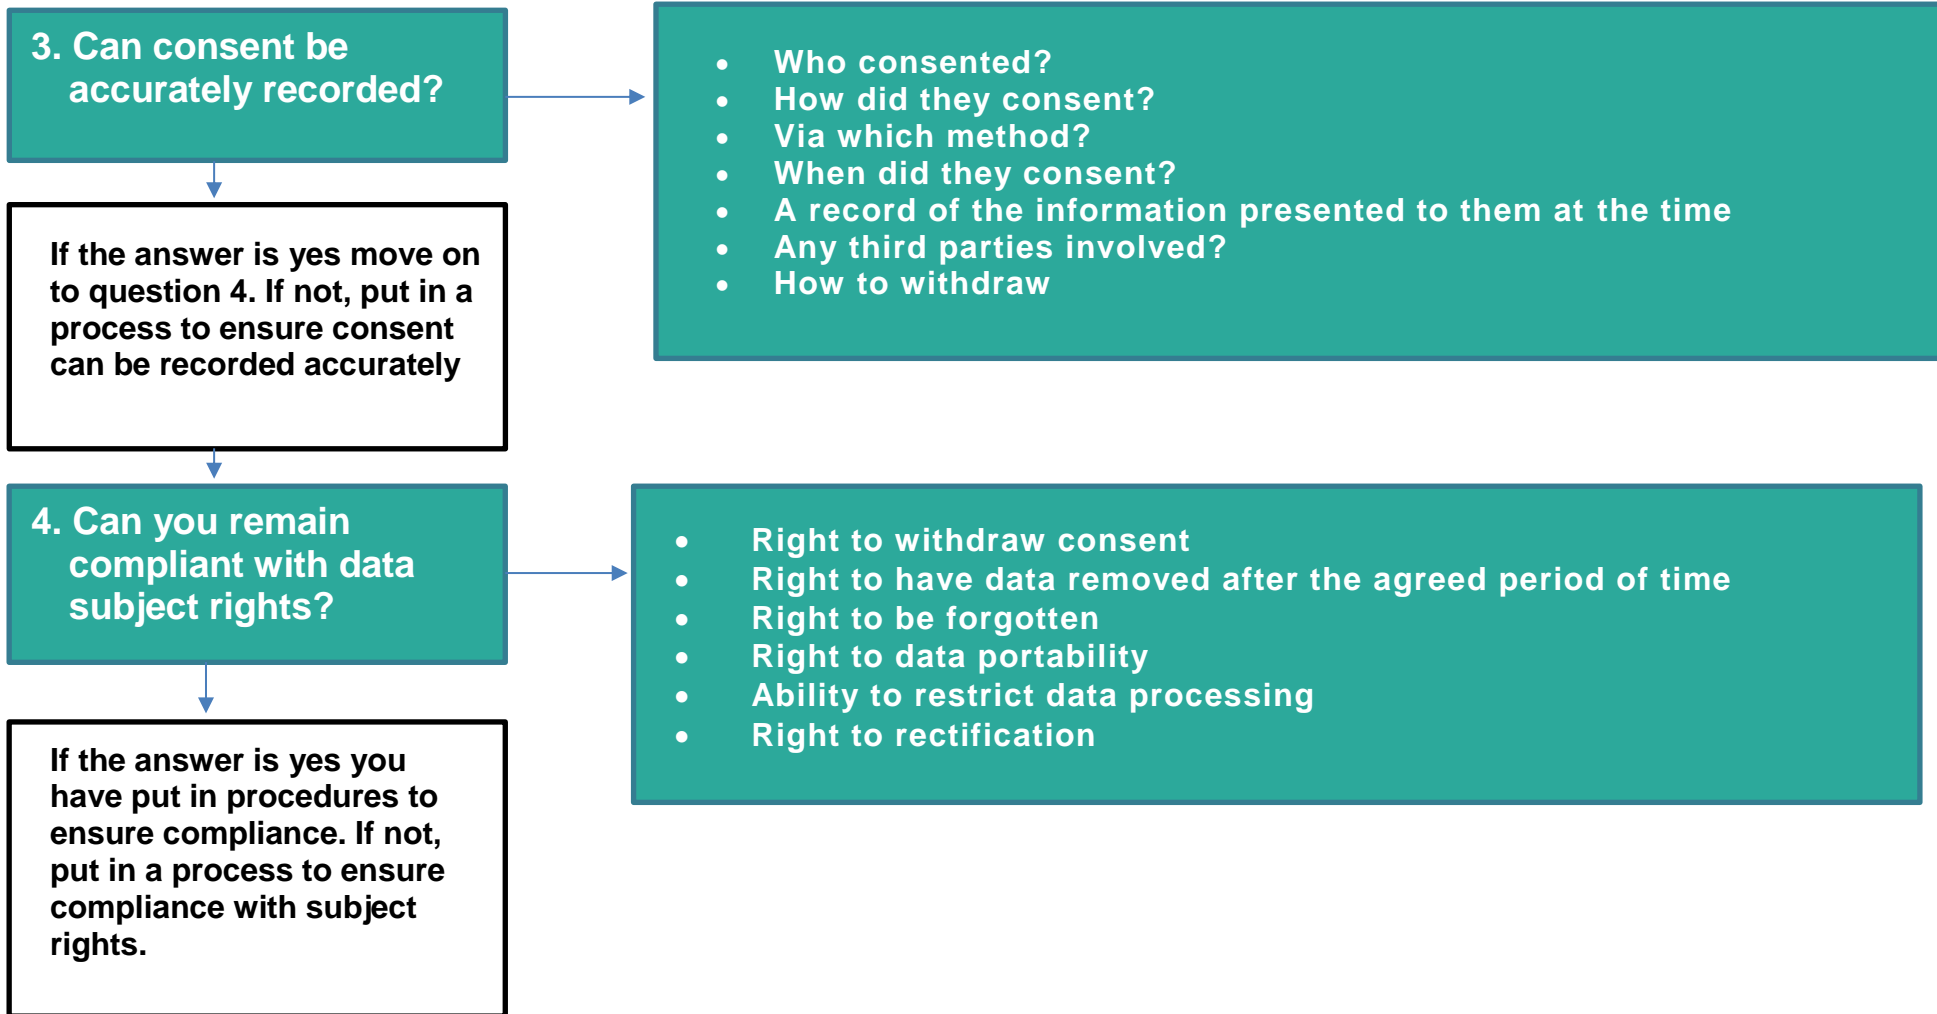 3. Can consent be
accurately recorded?
• Who consented?
• How did they consent?
• Via which method?
• When did they consent?
• A record of the information presented to them at the time
• Any third parties involved?
• How to withdraw
If the answer is yes move on
to question 4. If not, put in a
process to ensure consent
can be recorded accurately
4. Can you remain
compliant with data
subject rights?
• Right to withdraw consent
• Right to have data removed after the agreed period of time
• Right to be forgotten
• Right to data portability
• Ability to restrict data processing
• Right to rectification
If the answer is yes you
have put in procedures to
ensure compliance. If not,
put in a process to ensure
compliance with subject
rights.